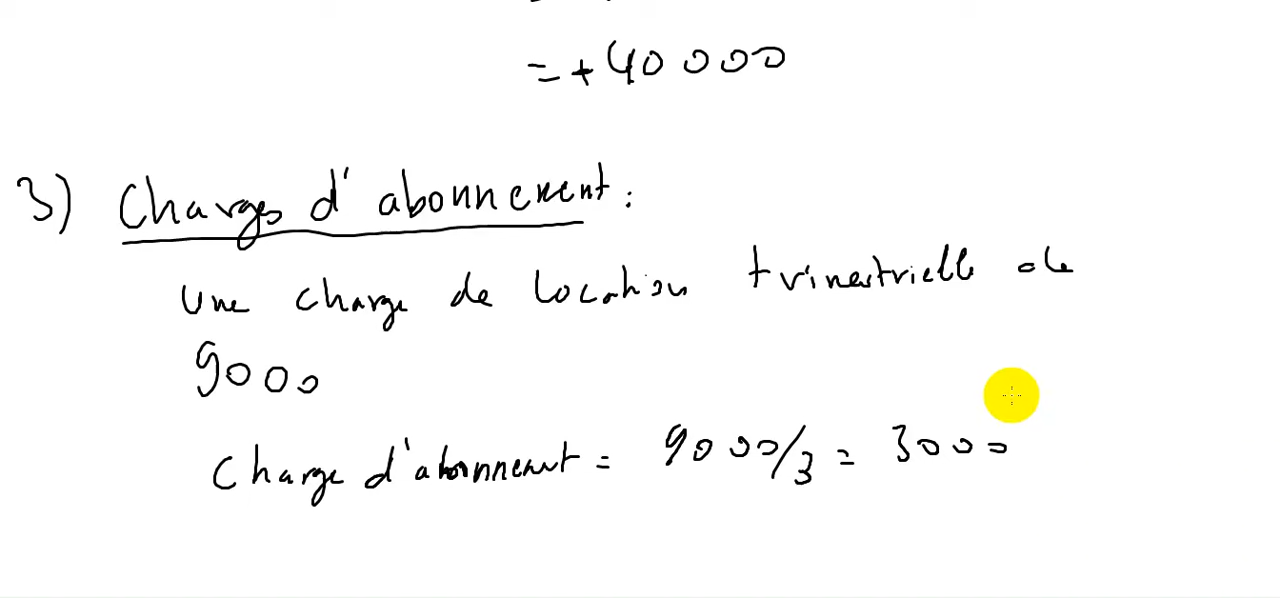 = + 40 000
3) Charges d'abonnement :
Une charge de location trimestrielle de
9000
Charge d'abonnement = 9000/3 = 3000